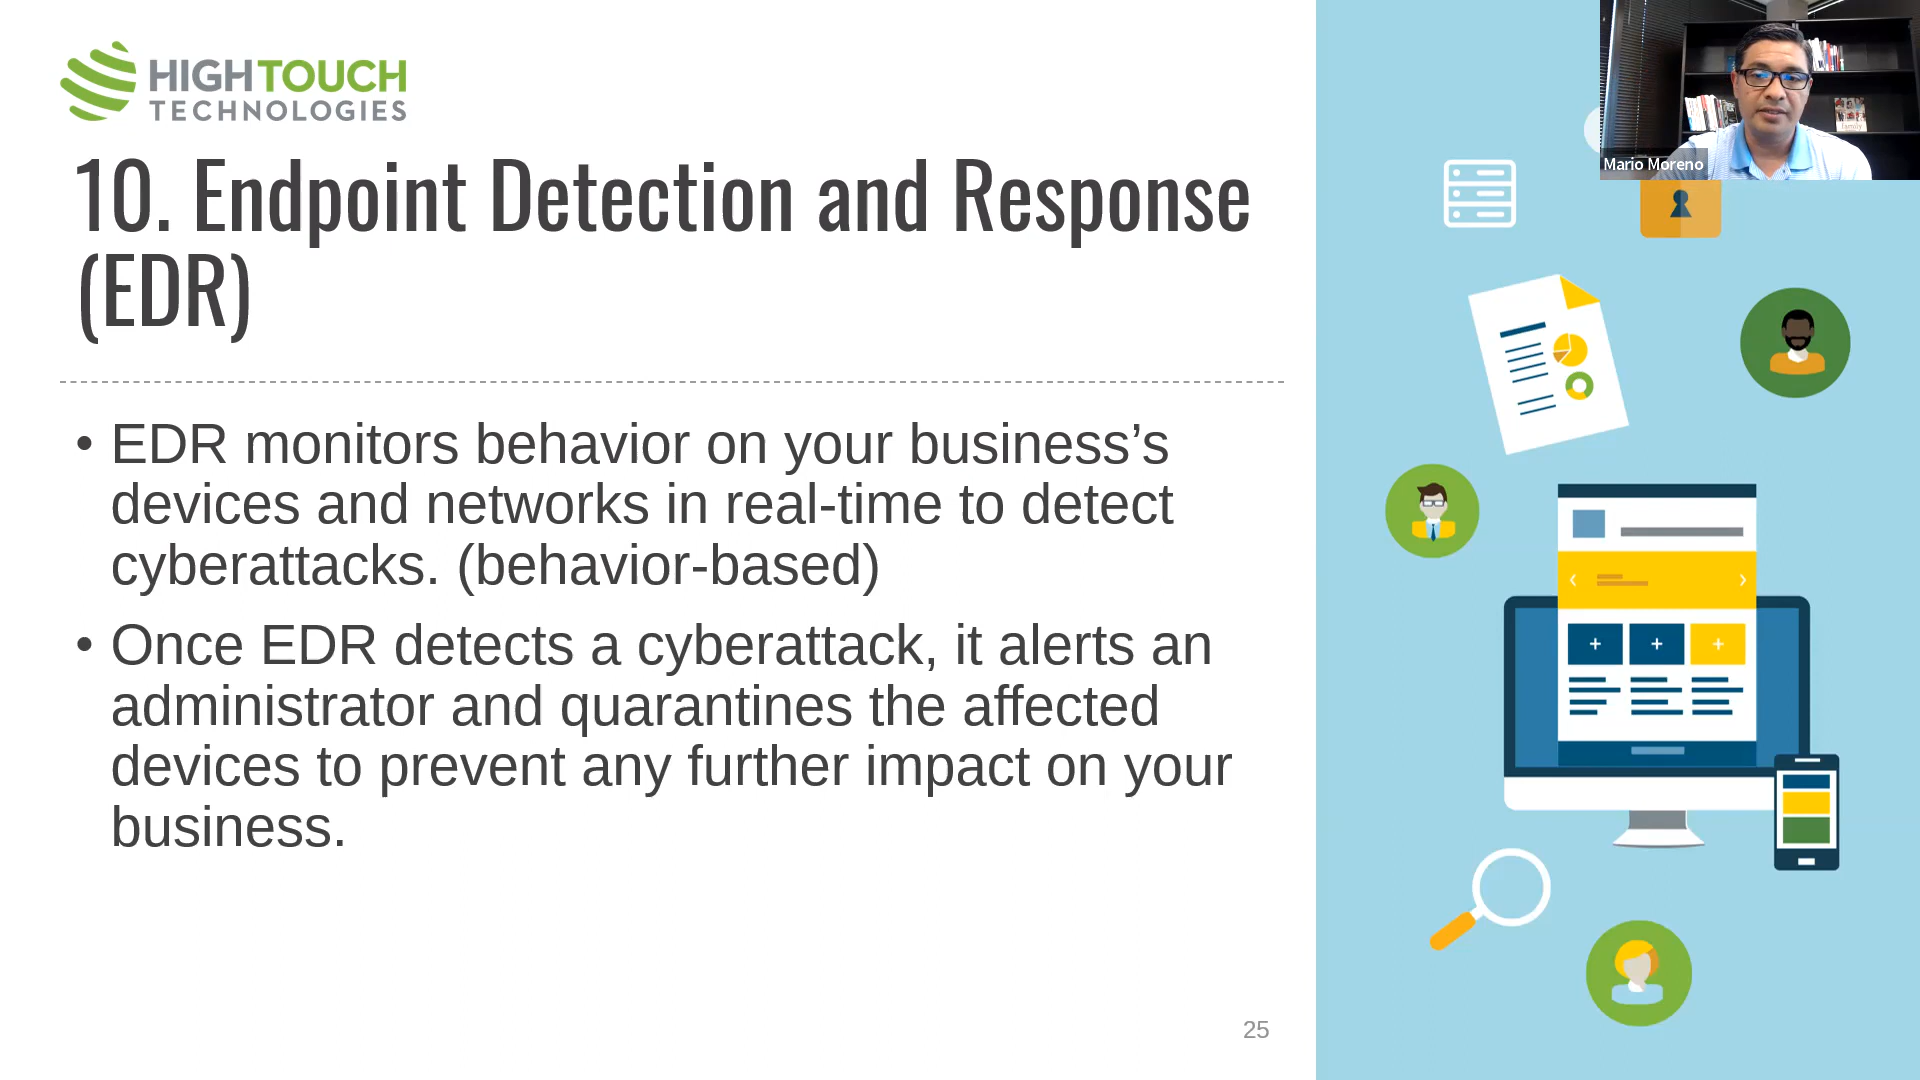 HIGHTOUCH
TECHNOLOGIES
10. Endpoint Detection and Response
(EDR)
• EDR monitors behavior on your business’s
devices and networks in real-time to detect
cyberattacks. (behavior-based)
• Once EDR detects a cyberattack, it alerts an
administrator and quarantines the affected
devices to prevent any further impact on your
business.
25
family
Mario Moreno